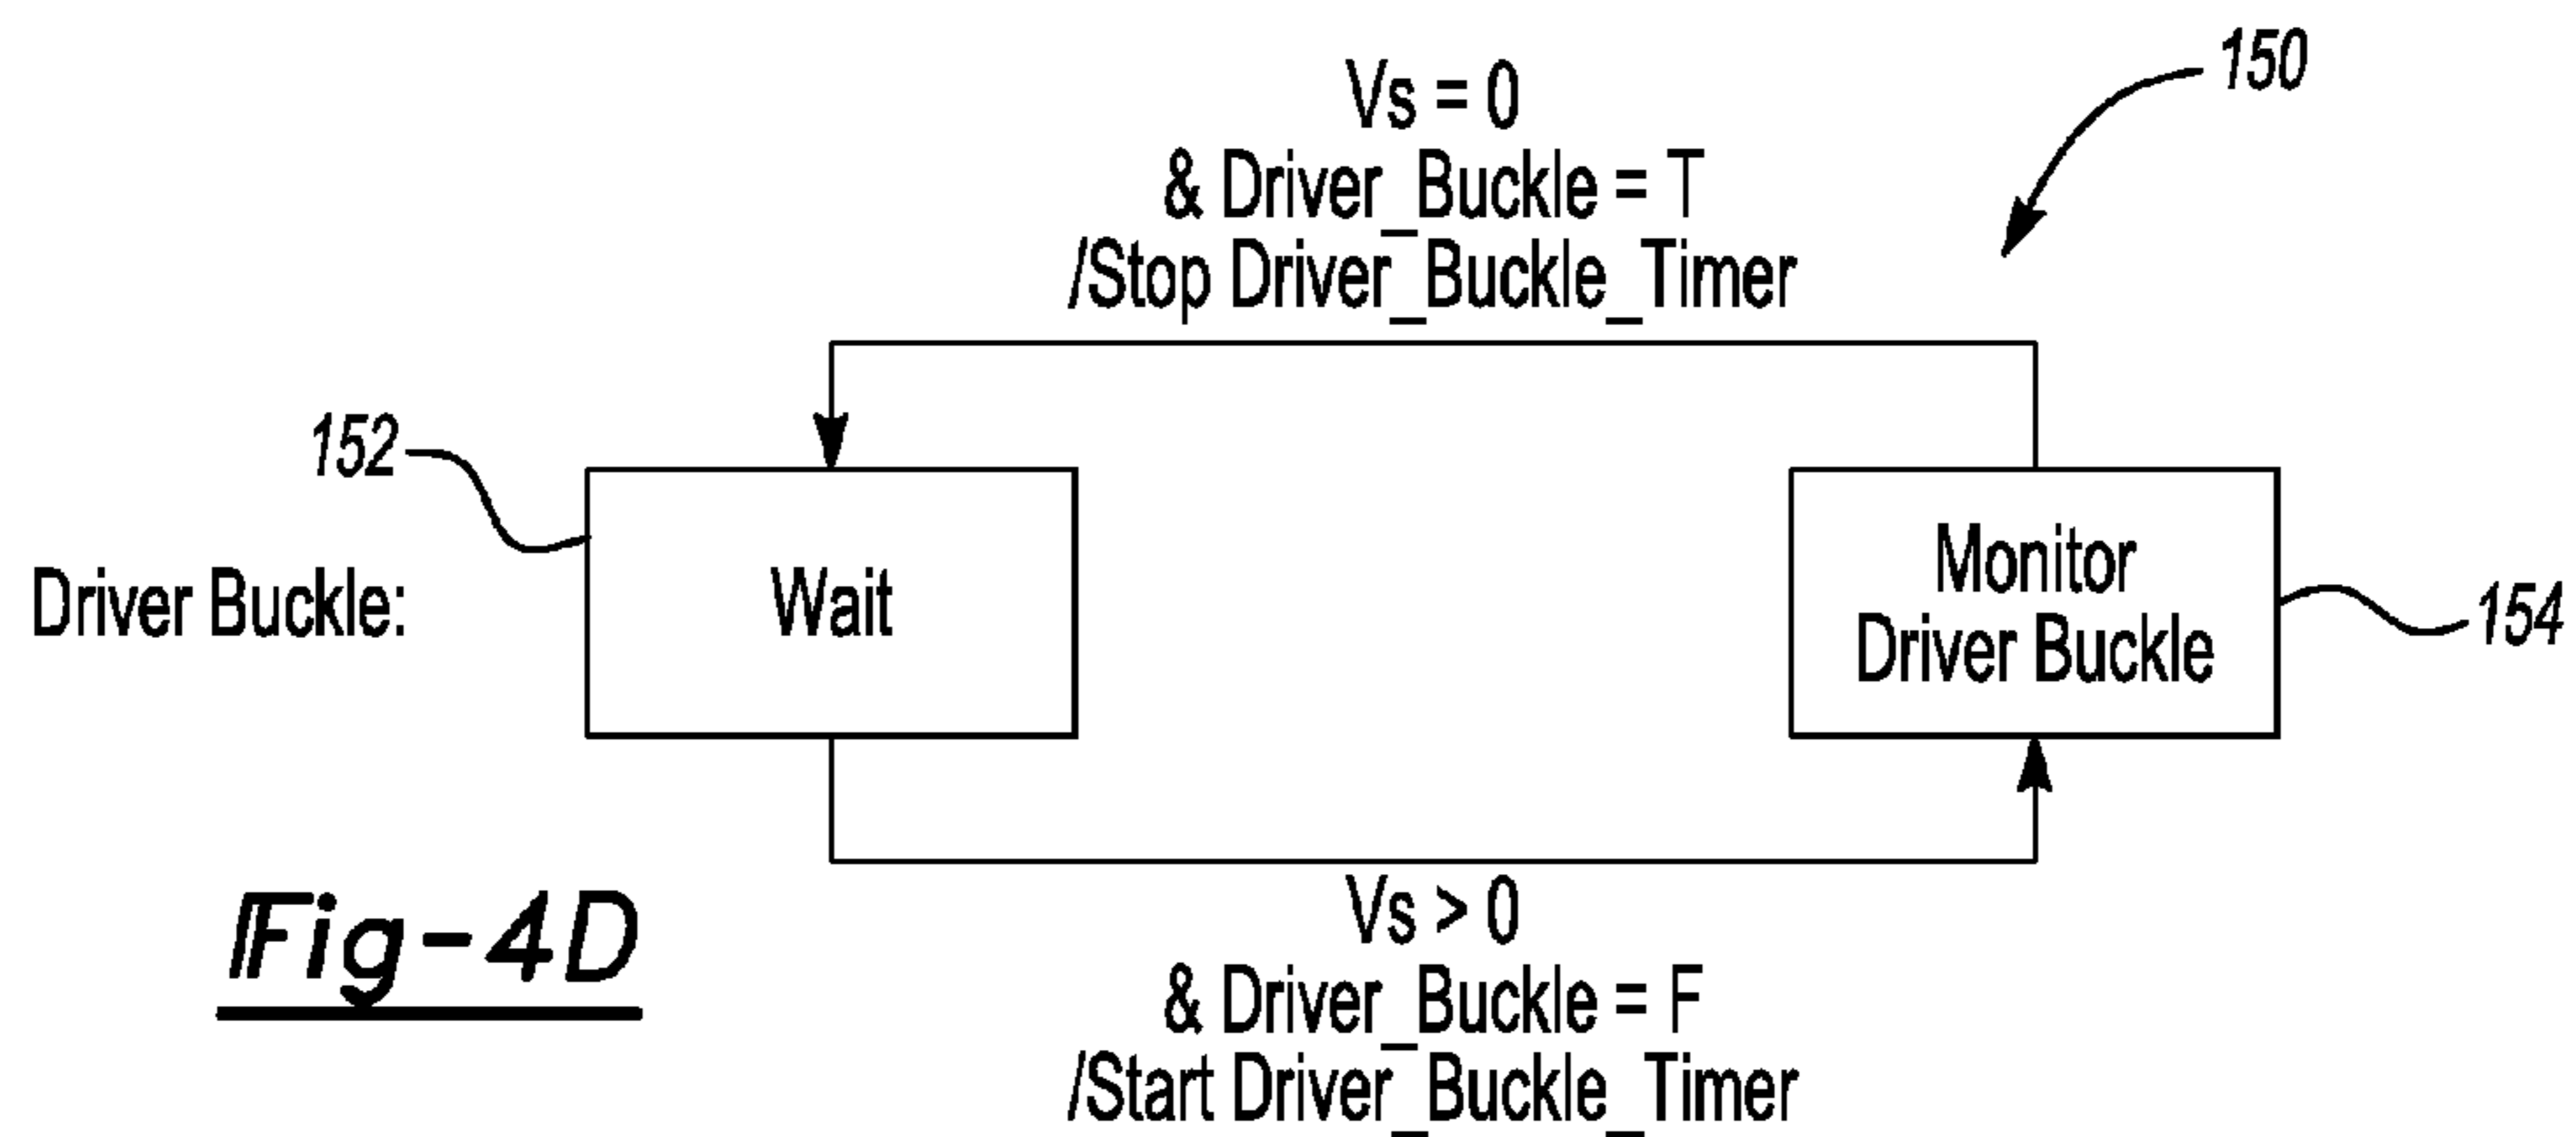 150
Vs = 0
& Driver_Buckle = T
/Stop Driver_Buckle_Timer
152
Driver Buckle:
Wait
Monitor
Driver Buckle
154
Vs > 0
& Driver_Buckle = F
/Start Driver_Buckle_Timer
Fig-4D